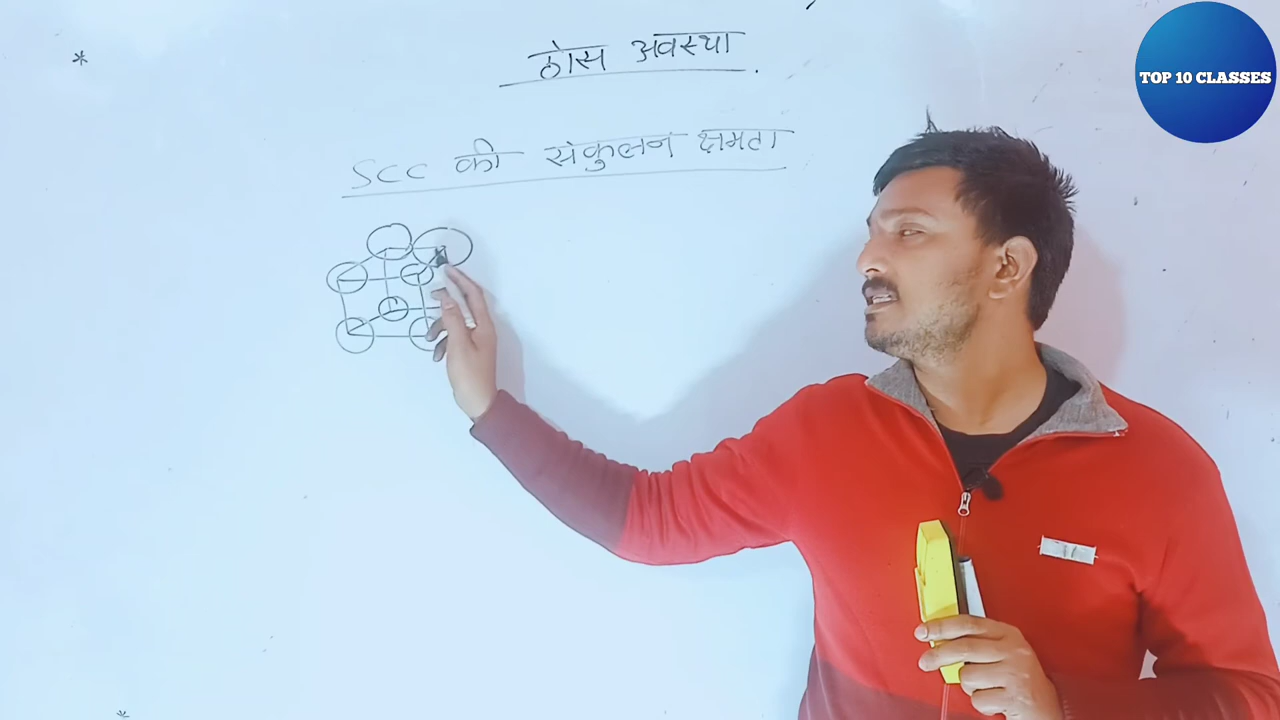 ठोस अवस्था
SCC की संकुलन क्षमता
TOP 10 CLASSES